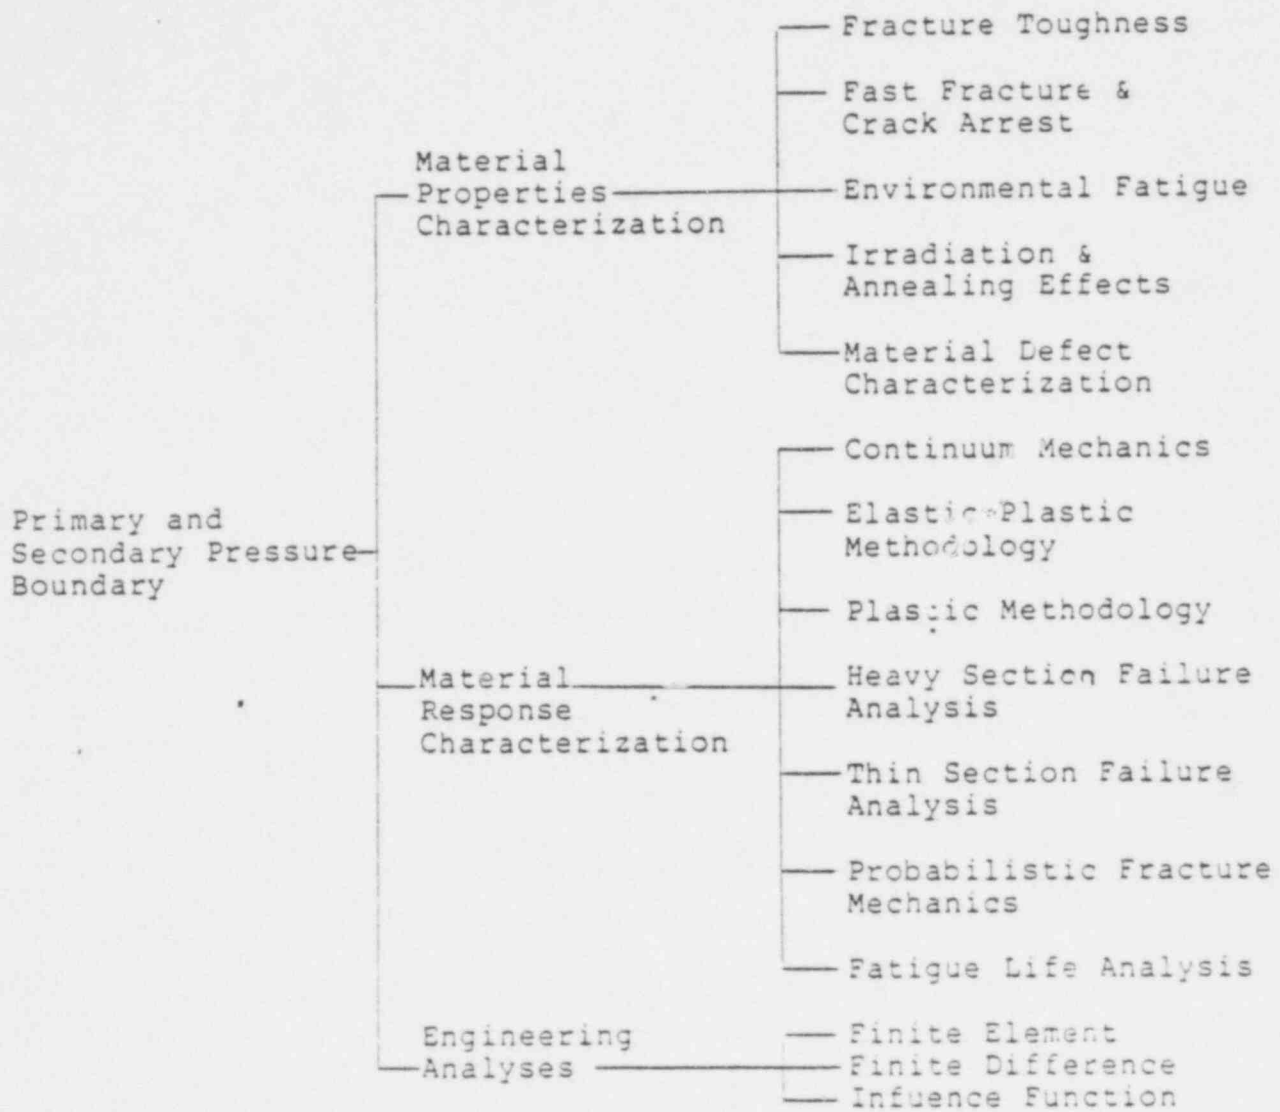 Primary and
Secondary Pressure
Boundary
Material
Properties
Characterization
Fracture Toughness
Fast Fracture &
Crack Arrest
Environmental Fatigue
Irradiation &
Annealing Effects
Material Defect
Characterization
Material
Response
Characterization
Continuum Mechanics
Elastic-Plastic
Methodology
Plastic Methodology
Heavy Section Failure
Analysis
Thin Section Failure
Analysis
Probabilistic Fracture
Mechanics
Fatigue Life Analysis
Engineering
Analyses
Finite Element
Finite Difference
Infuence Function